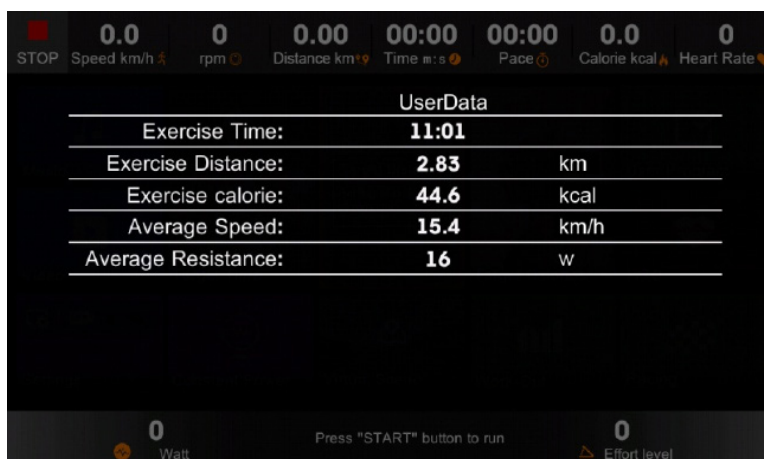 0.0 0 0.00 00:00 00:00 0.0 0
STOP Speed km/h rpm Distance km Time m:s Pace Calorie kcal Heart Rate
UserData
Exercise Time: 11:01
Exercise Distance: 2.83 km
Exercise calorie: 44.6 kcal
Average Speed: 15.4 km/h
Average Resistance: 16 w
0 0
Press "START" button to run
Watt Effort level